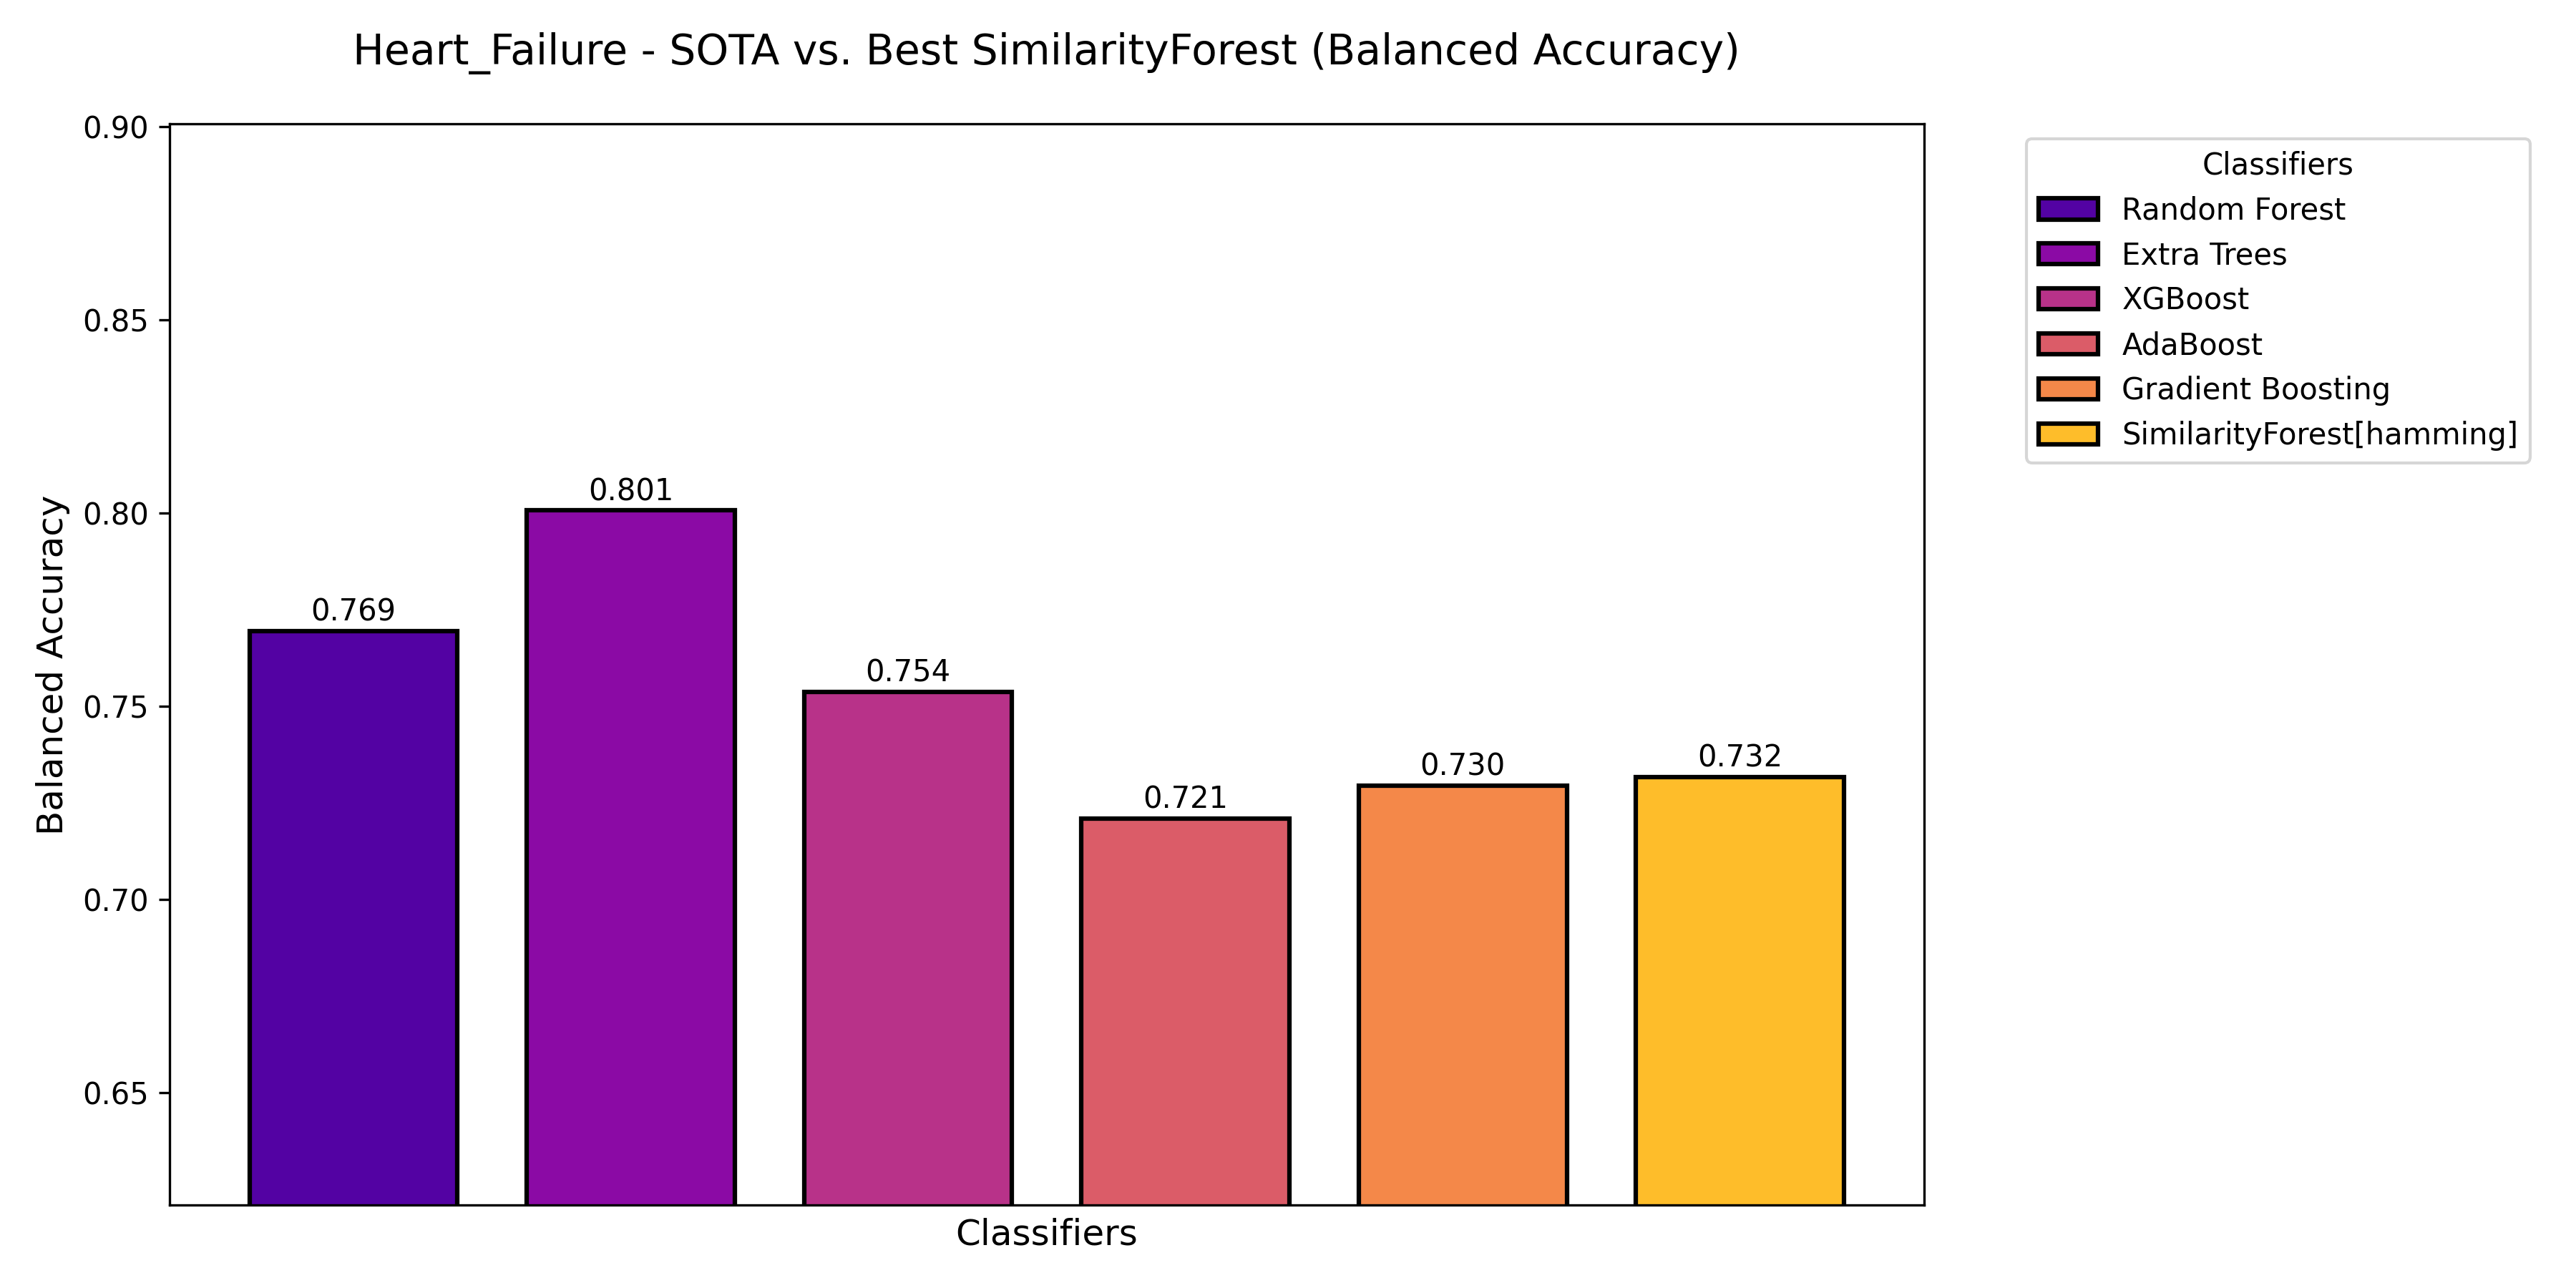 Heart_Failure - SOTA vs. Best SimilarityForest (Balanced Accuracy)
0.90
0.85
0.80
0.75
0.70
0.65
Balanced Accuracy
0.769
0.801
0.754
0.721
0.730
0.732
Classifiers
Classifiers
Random Forest
Extra Trees
XGBoost
AdaBoost
Gradient Boosting
SimilarityForest[hamming]